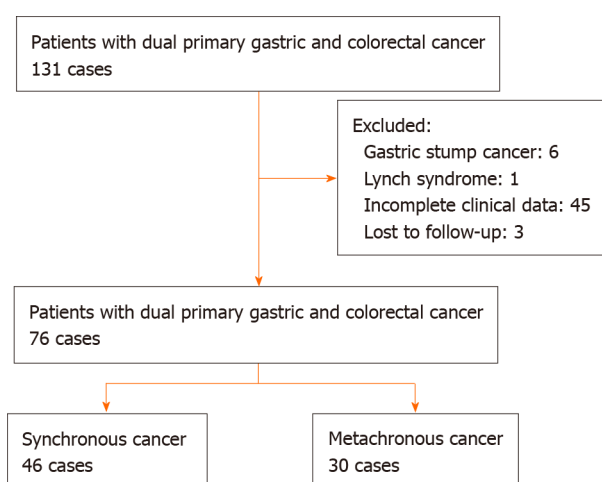 Patients with dual primary gastric and colorectal cancer
131 cases
Excluded:
Gastric stump cancer: 6
Lynch syndrome: 1
Incomplete clinical data: 45
Lost to follow-up: 3
Patients with dual primary gastric and colorectal cancer
76 cases
Synchronous cancer
46 cases
Metachronous cancer
30 cases